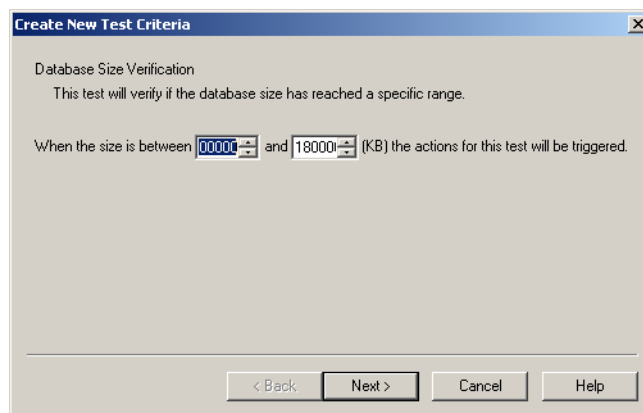 Create New Test Criteria
Database Size Verification
This test will verify if the database size has reached a specific range.
When the size is between 00000 and 18000 (KB) the actions for this test will be triggered.
< Back Next > Cancel Help